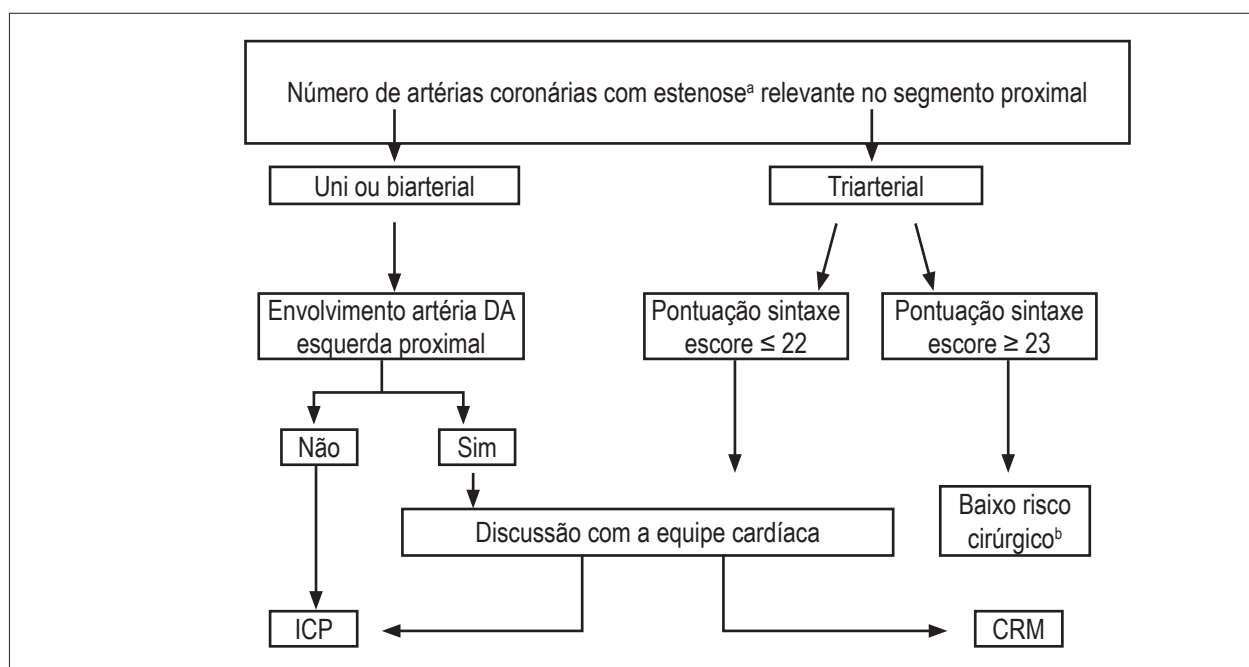 Número de artérias coronárias com estenoseᵃ relevante no segmento proximal
Uni ou biarterial
Triarterial
Envolvimento artéria DA
esquerda proximal
Pontuação sintaxe
escore ≤ 22
Pontuação sintaxe
escore ≥ 23
Não
Sim
Discussão com a equipe cardíaca
Baixo risco
cirúrgicoᵇ
ICP
CRM